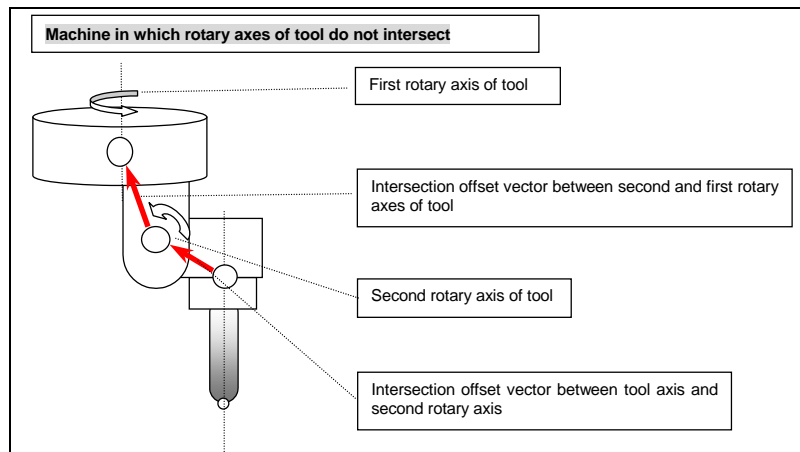 Machine in which rotary axes of tool do not intersect
First rotary axis of tool
Intersection offset vector between second and first rotary
axes of tool
Second rotary axis of tool
Intersection offset vector between tool axis and
second rotary axis